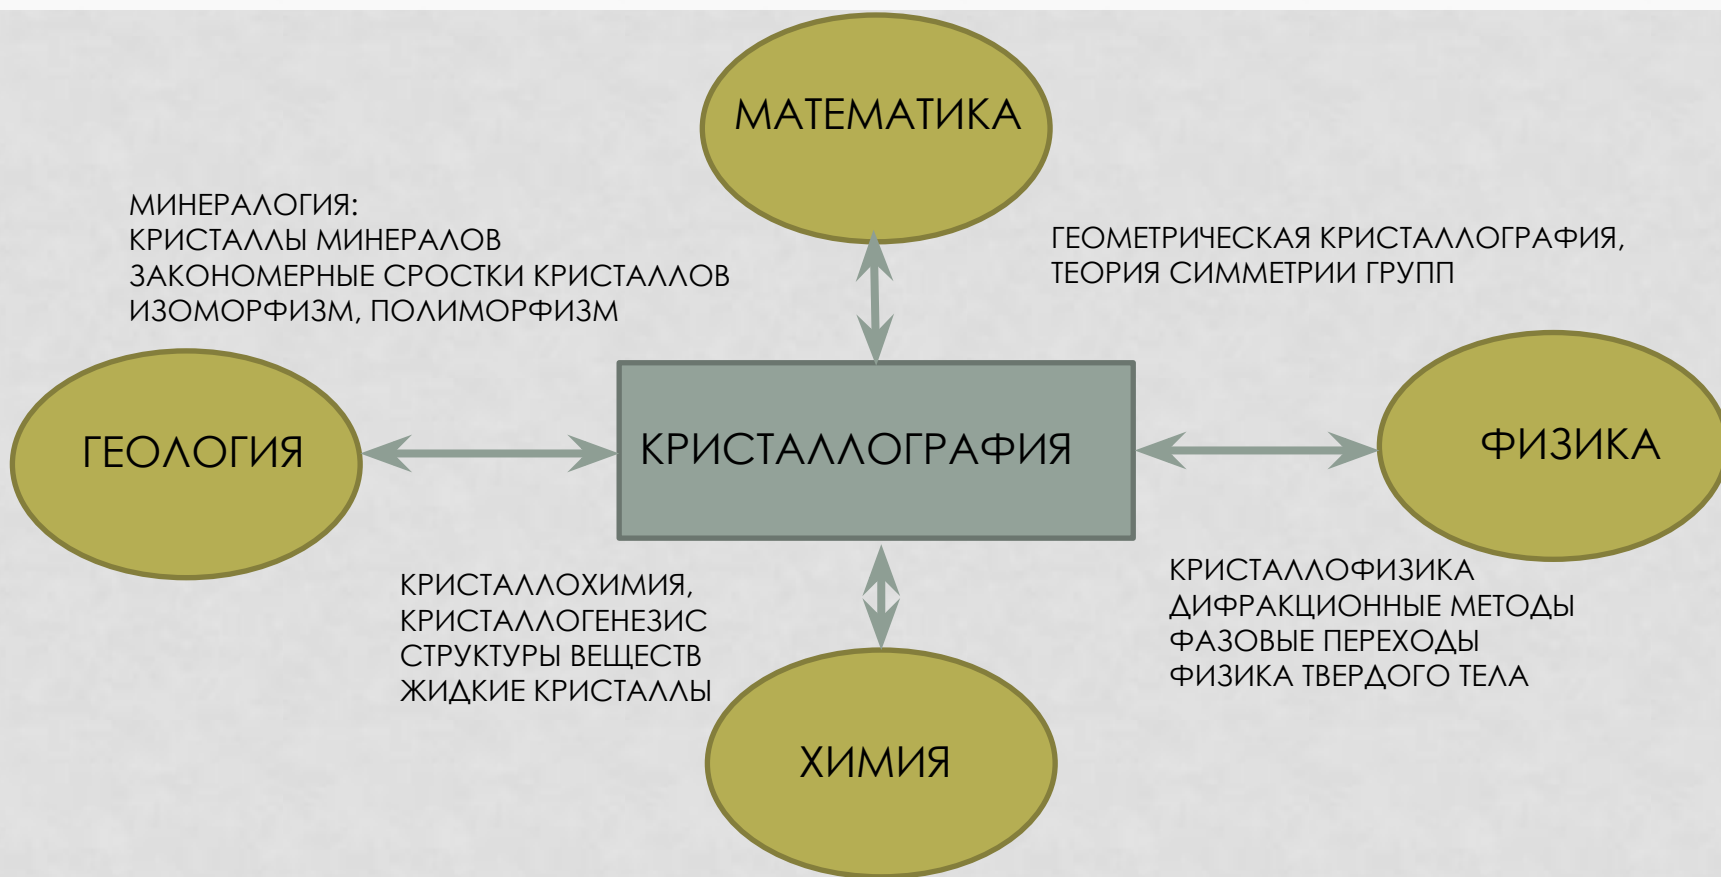 МАТЕМАТИКА
МИНЕРАЛОГИЯ:
КРИСТАЛЛЫ МИНЕРАЛОВ
ЗАКОНОМЕРНЫЕ СРОСТКИ КРИСТАЛЛОВ
ИЗОМОРФИЗМ, ПОЛИМОРФИЗМ
ГЕОМЕТРИЧЕСКАЯ КРИСТАЛЛОГРАФИЯ,
ТЕОРИЯ СИММЕТРИИ ГРУПП
ГЕОЛОГИЯ
КРИСТАЛЛОГРАФИЯ
ФИЗИКА
КРИСТАЛЛОХИМИЯ,
КРИСТАЛЛОГЕНЕЗИС
СТРУКТУРЫ ВЕЩЕСТВ
ЖИДКИЕ КРИСТАЛЛЫ
КРИСТАЛЛОФИЗИКА
ДИФРАКЦИОННЫЕ МЕТОДЫ
ФАЗОВЫЕ ПЕРЕХОДЫ
ФИЗИКА ТВЕРДОГО ТЕЛА
ХИМИЯ